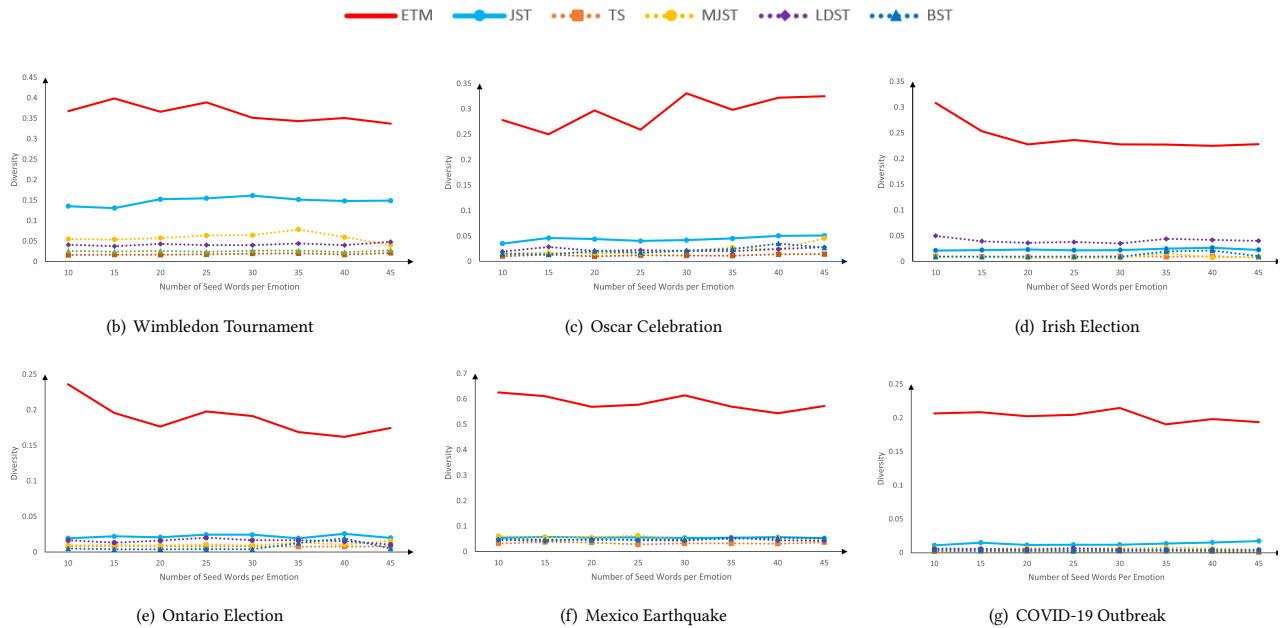 ETM JST TS MJST LDST BST
0.45
0.4
0.35
0.3
0.25
0.2
0.15
0.1
0.05
0
Diversity
10 15 20 25 30 35 40 45
Number of Seed Words per Emotion
(b) Wimbledon Tournament
0.35
0.3
0.25
0.2
0.15
0.1
0.05
0
Diversity
10 15 20 25 30 35 40 45
Number of Seed Words per Emotion
(c) Oscar Celebration
0.35
0.3
0.25
0.2
0.15
0.1
0.05
0
Diversity
10 15 20 25 30 35 40 45
Number of Seed Words per Emotion
(d) Irish Election
0.25
0.2
0.15
0.1
0.05
0
Diversity
10 15 20 25 30 35 40 45
Number of Seed Words per Emotion
(e) Ontario Election
0.7
0.6
0.5
0.4
0.3
0.2
0.1
0
Diversity
10 15 20 25 30 35 40 45
Number of Seed Words per Emotion
(f) Mexico Earthquake
0.25
0.2
0.15
0.1
0.05
0
Diversity
10 15 20 25 30 35 40 45
Number of Seed Words per Emotion
(g) COVID-19 Outbreak